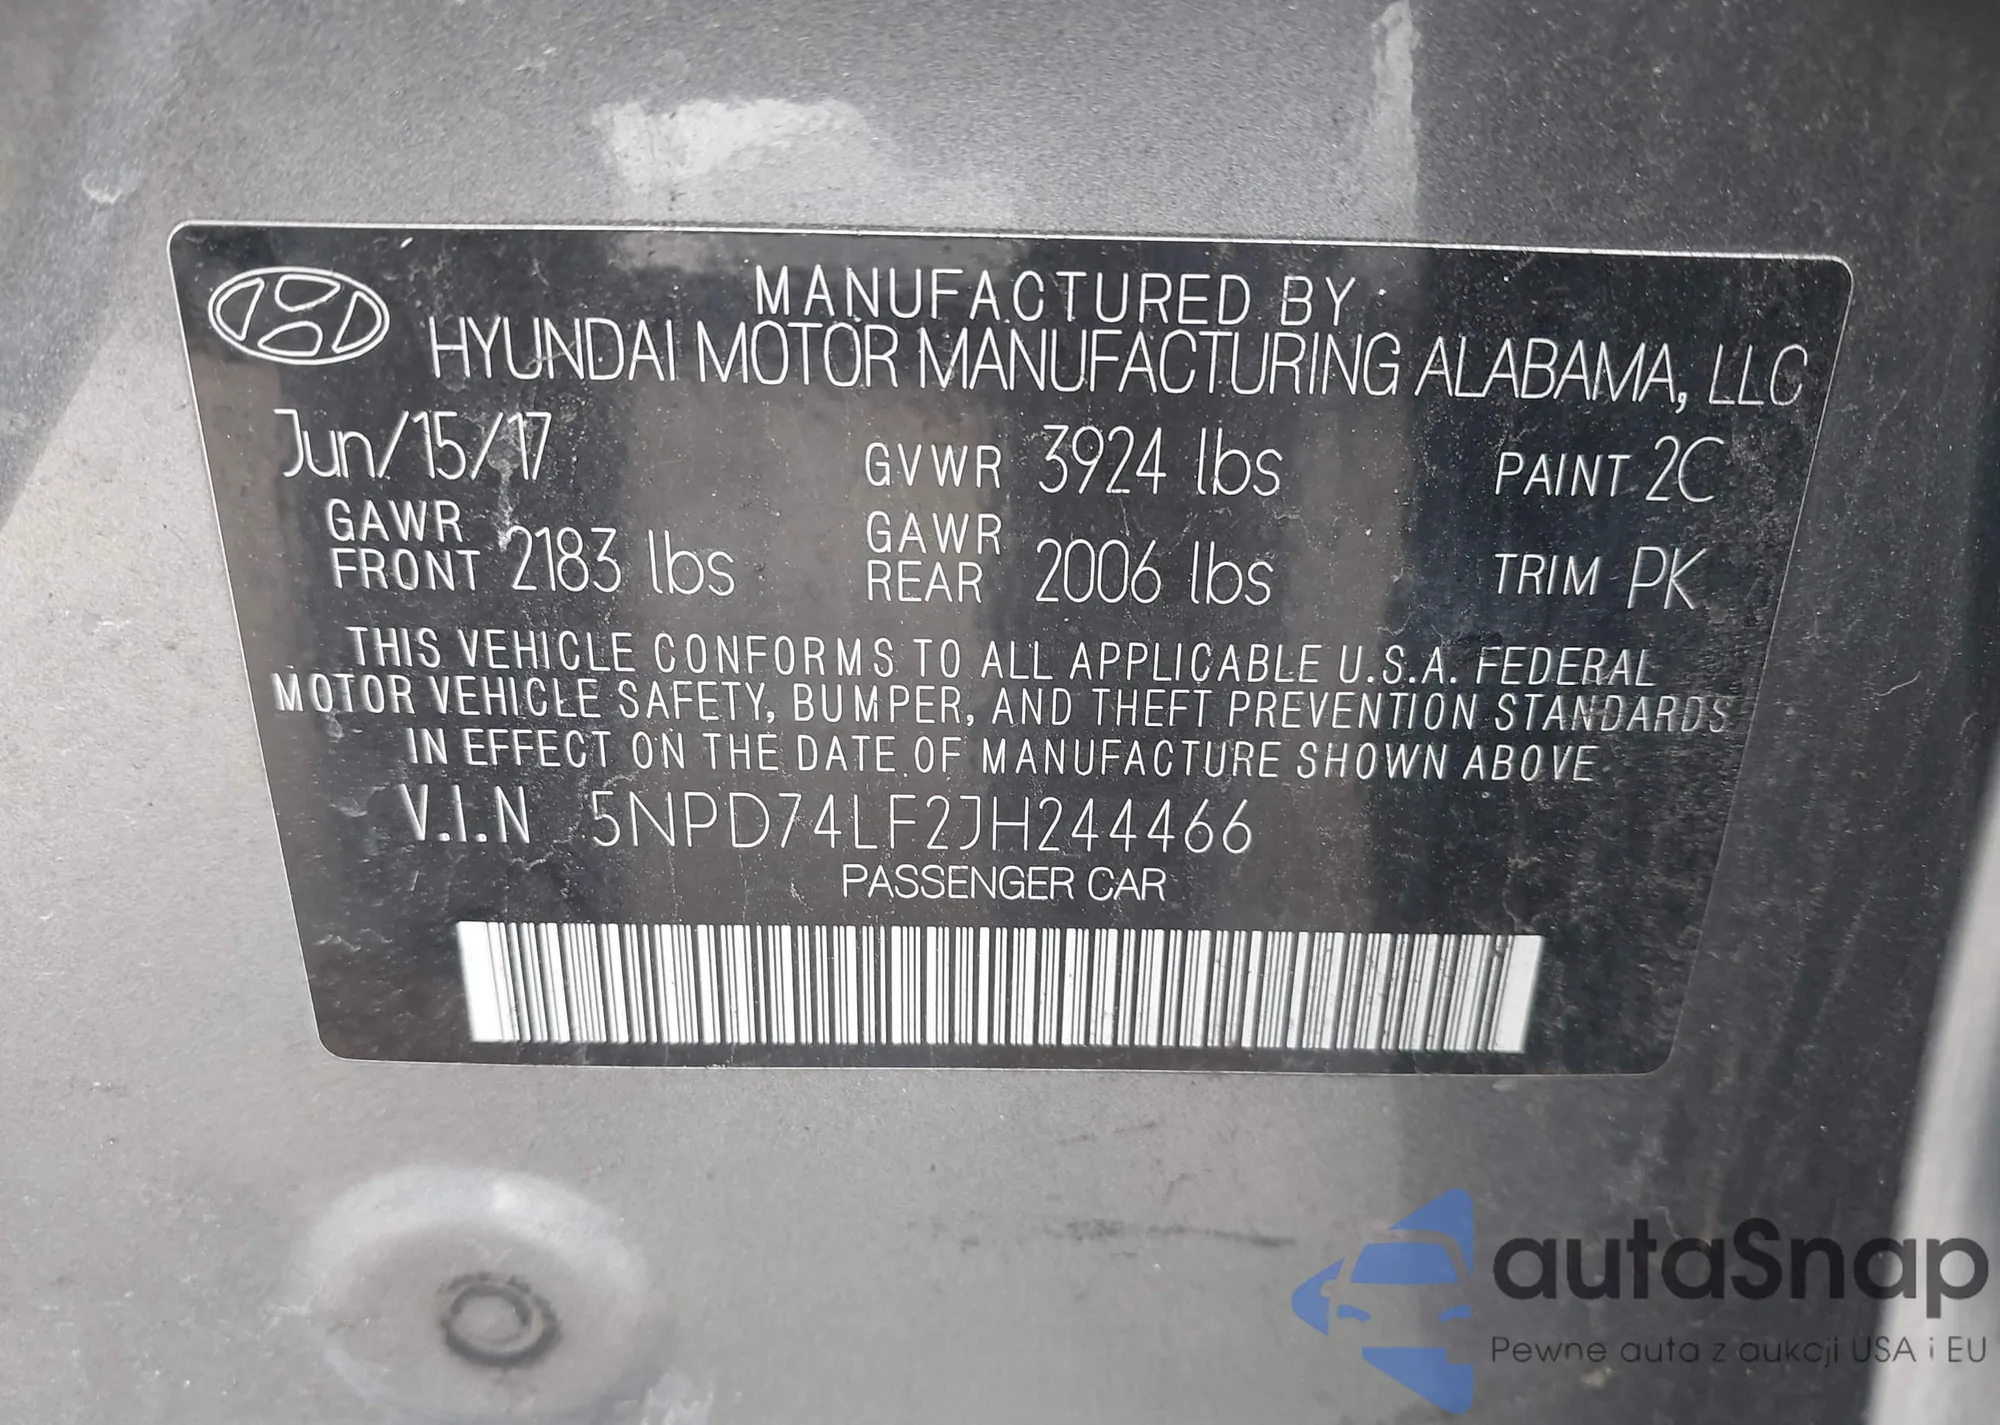 MANUFACTURED BY
HYUNDAI MOTOR MANUFACTURING ALABAMA, LLC
Jun/15/17 GVWR 3924 lbs PAINT 2C
GAWR FRONT 2183 lbs GAWR REAR 2006 lbs TRIM PK
THIS VEHICLE CONFORMS TO ALL APPLICABLE U.S.A. FEDERAL
MOTOR VEHICLE SAFETY, BUMPER, AND THEFT PREVENTION STANDARDS
IN EFFECT ON THE DATE OF MANUFACTURE SHOWN ABOVE
V.I.N 5NPD74LF2JH244466
PASSENGER CAR
autaSnap
Pewne auta z aukcji USA i EU